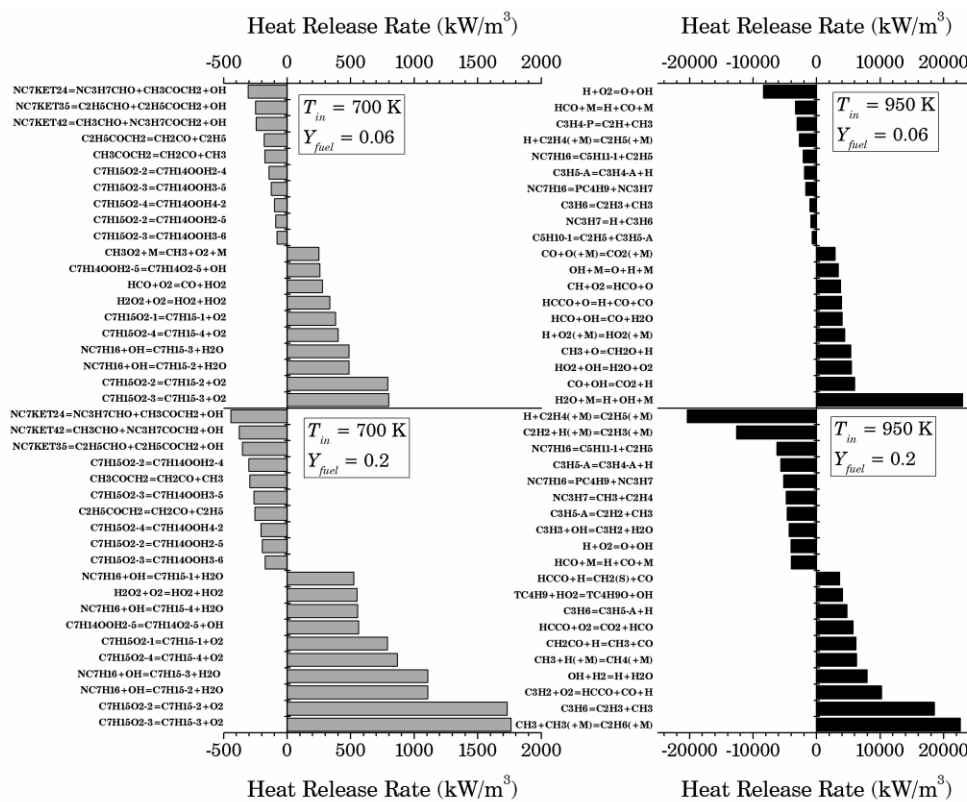 Heat Release Rate (kW/m³)
-500 0 500 1000 1500 2000
NC7KET24=NC3H7CHO+CH3COCH2+OH
NC7KET35=C2H5CHO+C2H5COCH2+OH
NC7KET42=CH3CHO+NC3H7COCH2+OH
C2H5COCH2=CH2CO+C2H5
CH3COCH2=CH2CO+CH3
C7H15O2-2=C7H14OOH2-4
C7H15O2-3=C7H14OOH3-5
C7H15O2-4=C7H14OOH4-2
C7H15O2-2=C7H14OOH2-5
C7H15O2-3=C7H14OOH3-6
CH3O2+M=CH3+O2+M
C7H14OOH2-5=C7H14O2-5+OH
HCO+O2=CO+HO2
H2O2+O2=HO2+HO2
C7H15O2-1=C7H15-1+O2
C7H15O2-4=C7H15-4+O2
NC7H16+OH=C7H15-3+H2O
NC7H16+OH=C7H15-2+H2O
C7H15O2-2=C7H15-2+O2
C7H15O2-3=C7H15-3+O2
T_in = 700 K
Y_fuel = 0.06
NC7KET24=NC3H7CHO+CH3COCH2+OH
NC7KET42=CH3CHO+NC3H7COCH2+OH
NC7KET35=C2H5CHO+C2H5COCH2+OH
C7H15O2-2=C7H14OOH2-4
CH3COCH2=CH2CO+CH3
C7H15O2-3=C7H14OOH3-5
C2H5COCH2=CH2CO+C2H5
C7H15O2-4=C7H14OOH4-2
C7H15O2-2=C7H14OOH2-5
C7H15O2-3=C7H14OOH3-6
NC7H16+OH=C7H15-1+H2O
H2O2+O2=HO2+HO2
NC7H16+OH=C7H15-4+H2O
C7H14OOH2-5=C7H14O2-5+OH
C7H15O2-1=C7H15-1+O2
C7H15O2-4=C7H15-4+O2
NC7H16+OH=C7H15-3+H2O
NC7H16+OH=C7H15-2+H2O
C7H15O2-2=C7H15-2+O2
C7H15O2-3=C7H15-3+O2
T_in = 700 K
Y_fuel = 0.2
-500 0 500 1000 1500 2000
Heat Release Rate (kW/m³)
Heat Release Rate (kW/m³)
-20000 -10000 0 10000 20000
H+O2=O+OH
HCO+M=H+CO+M
C3H4-P=C2H+CH3
H+C2H4(+M)=C2H5(+M)
NC7H16=C5H11-1+C2H5
C3H5-A=C3H4-A+H
NC7H16=PC4H9+NC3H7
C3H6=C2H3+CH3
NC3H7=H+C3H6
C5H10-1=C2H5+C3H5-A
CO+O(+M)=CO2(+M)
OH+M=O+H+M
CH+O2=HCO+O
HCCO+O=H+CO+CO
HCO+OH=CO+H2O
H+O2(+M)=HO2(+M)
CH3+O=CH2O+H
HO2+OH=H2O+O2
CO+OH=CO2+H
H2O+M=H+OH+M
T_in = 950 K
Y_fuel = 0.06
H+C2H4(+M)=C2H5(+M)
C2H2+H(+M)=C2H3(+M)
NC7H16=C5H11-1+C2H5
C3H5-A=C3H4-A+H
NC7H16=PC4H9+NC3H7
NC3H7=CH3+C2H4
C3H5-A=C2H2+CH3
C3H3+OH=C3H2+H2O
H+O2=O+OH
HCO+M=H+CO+M
HCCO+H=CH2(S)+CO
TC4H9+HO2=TC4H9O+OH
C3H6=C3H5-A+H
HCCO+O2=CO2+HCO
CH2CO+H=CH3+CO
CH3+H(+M)=CH4(+M)
OH+H2=H+H2O
C3H2+O2=HCCO+CO+H
C3H6=C2H3+CH3
CH3+CH3(+M)=C2H6(+M)
T_in = 950 K
Y_fuel = 0.2
-20000 -10000 0 10000 20000
Heat Release Rate (kW/m³)